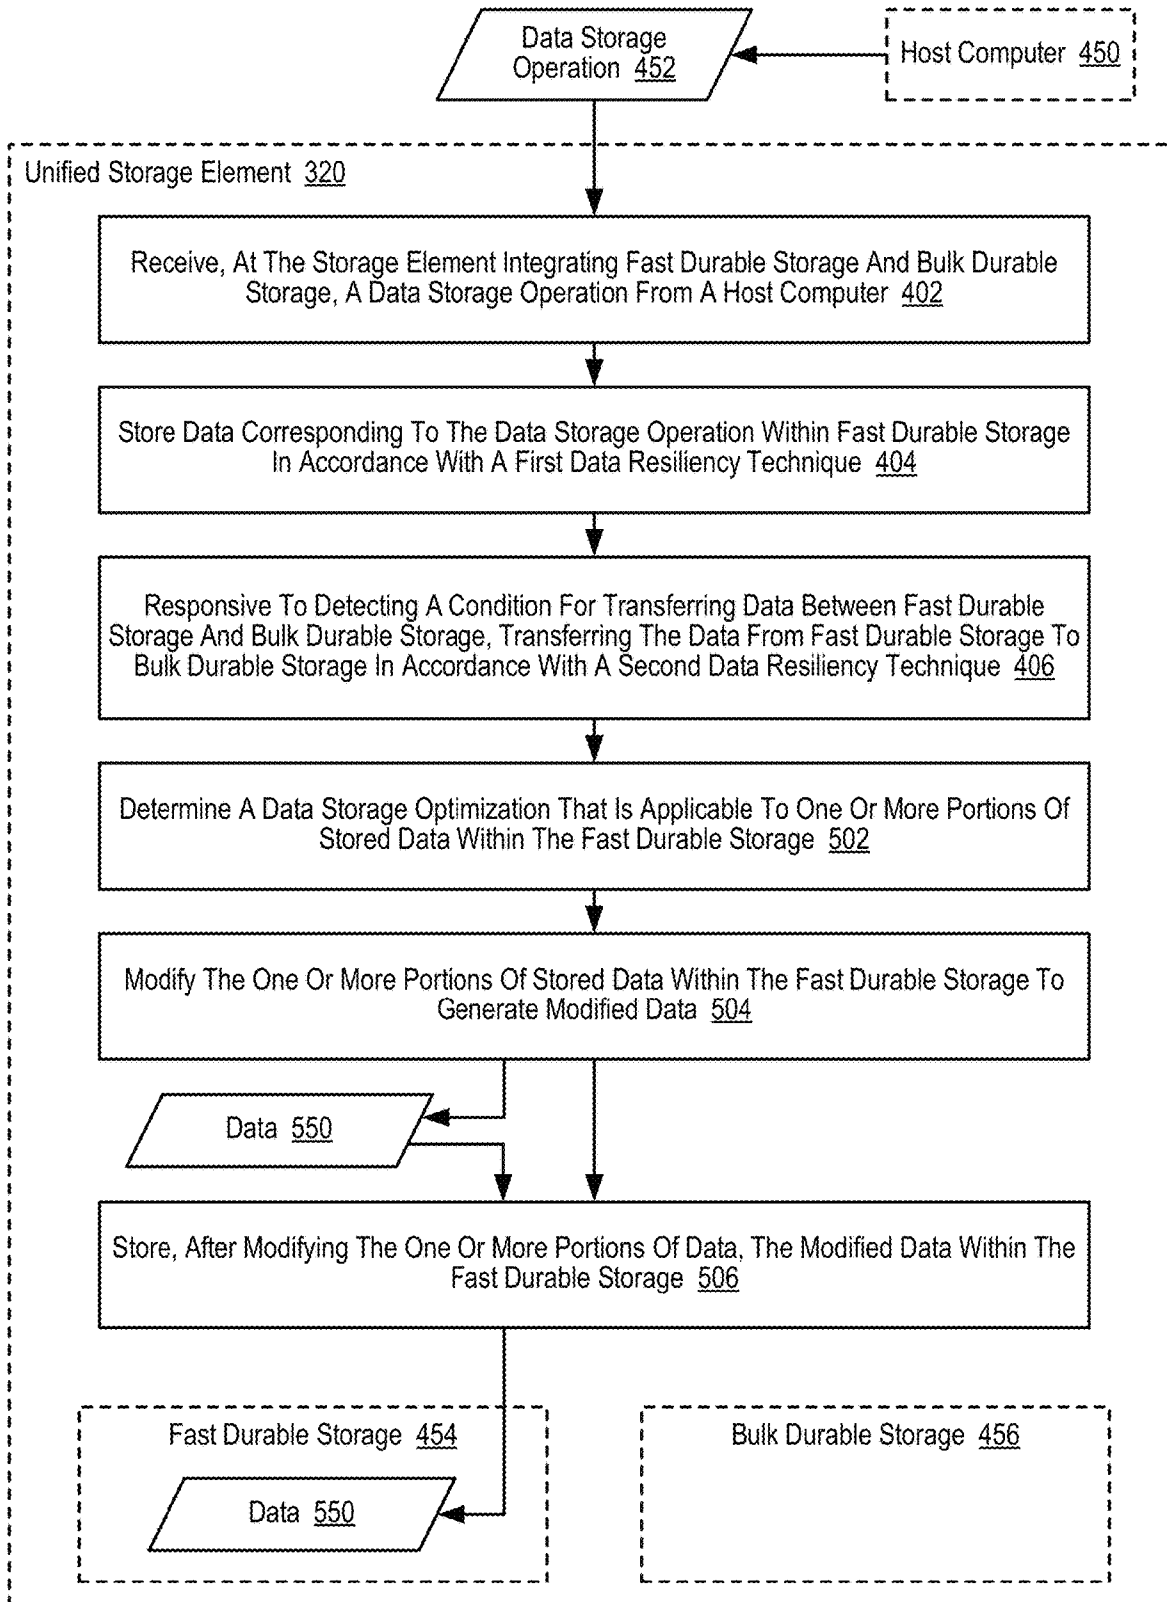 Data Storage
Operation 452
Host Computer 450
Unified Storage Element 320
Receive, At The Storage Element Integrating Fast Durable Storage And Bulk Durable
Storage, A Data Storage Operation From A Host Computer 402
Store Data Corresponding To The Data Storage Operation Within Fast Durable Storage
In Accordance With A First Data Resiliency Technique 404
Responsive To Detecting A Condition For Transferring Data Between Fast Durable
Storage And Bulk Durable Storage, Transferring The Data From Fast Durable Storage To
Bulk Durable Storage In Accordance With A Second Data Resiliency Technique 406
Determine A Data Storage Optimization That Is Applicable To One Or More Portions Of
Stored Data Within The Fast Durable Storage 502
Modify The One Or More Portions Of Stored Data Within The Fast Durable Storage To
Generate Modified Data 504
Data 550
Store, After Modifying The One Or More Portions Of Data, The Modified Data Within The
Fast Durable Storage 506
Fast Durable Storage 454
Data 550
Bulk Durable Storage 456